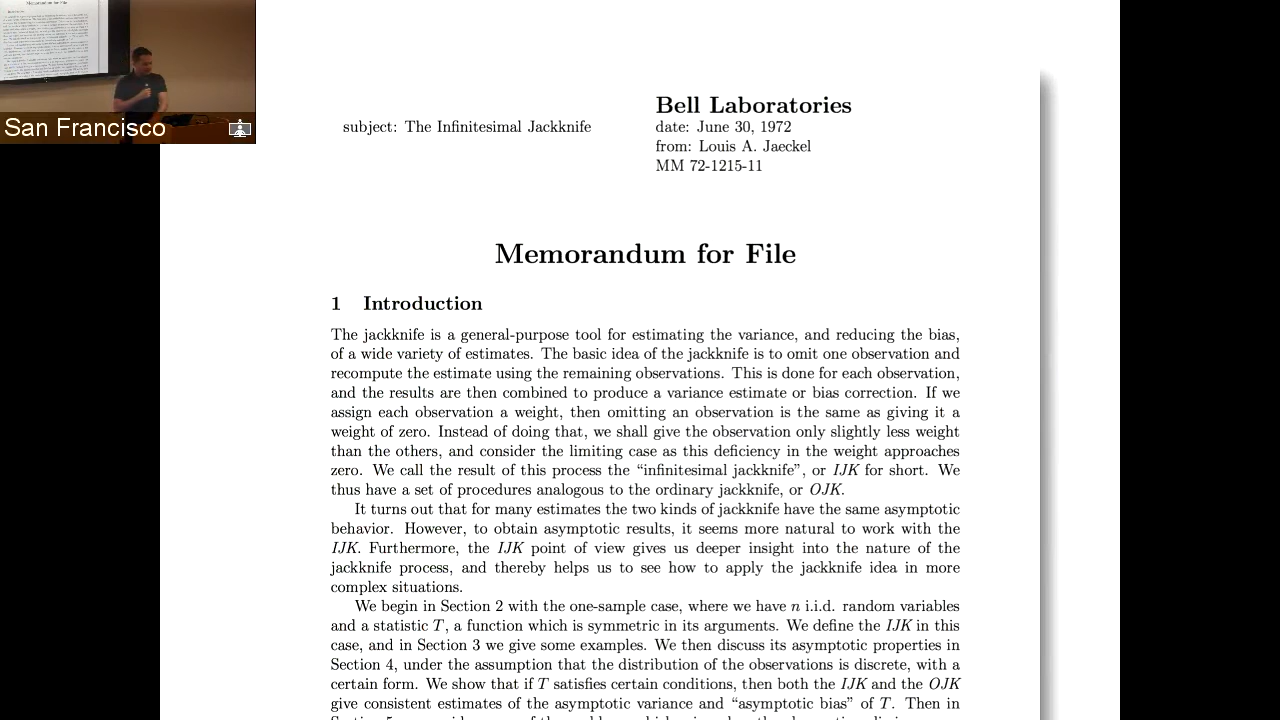 Memorandum for File
San Francisco
Bell Laboratories
subject: The Infinitesimal Jackknife
date: June 30, 1972
from: Louis A. Jaeckel
MM 72-1215-11
Memorandum for File
1 Introduction
The jackknife is a general-purpose tool for estimating the variance, and reducing the bias,
of a wide variety of estimates. The basic idea of the jackknife is to omit one observation and
recompute the estimate using the remaining observations. This is done for each observation,
and the results are then combined to produce a variance estimate or bias correction. If we
assign each observation a weight, then omitting an observation is the same as giving it a
weight of zero. Instead of doing that, we shall give the observation only slightly less weight
than the others, and consider the limiting case as this deficiency in the weight approaches
zero. We call the result of this process the “infinitesimal jackknife”, or IJK for short. We
thus have a set of procedures analogous to the ordinary jackknife, or OJK.
It turns out that for many estimates the two kinds of jackknife have the same asymptotic
behavior. However, to obtain asymptotic results, it seems more natural to work with the
IJK. Furthermore, the IJK point of view gives us deeper insight into the nature of the
jackknife process, and thereby helps us to see how to apply the jackknife idea in more
complex situations.
We begin in Section 2 with the one-sample case, where we have n i.i.d. random variables
and a statistic T, a function which is symmetric in its arguments. We define the IJK in this
case, and in Section 3 we give some examples. We then discuss its asymptotic properties in
Section 4, under the assumption that the distribution of the observations is discrete, with a
certain form. We show that if T satisfies certain conditions, then both the IJK and the OJK
give consistent estimates of the asymptotic variance and “asymptotic bias” of T. Then in